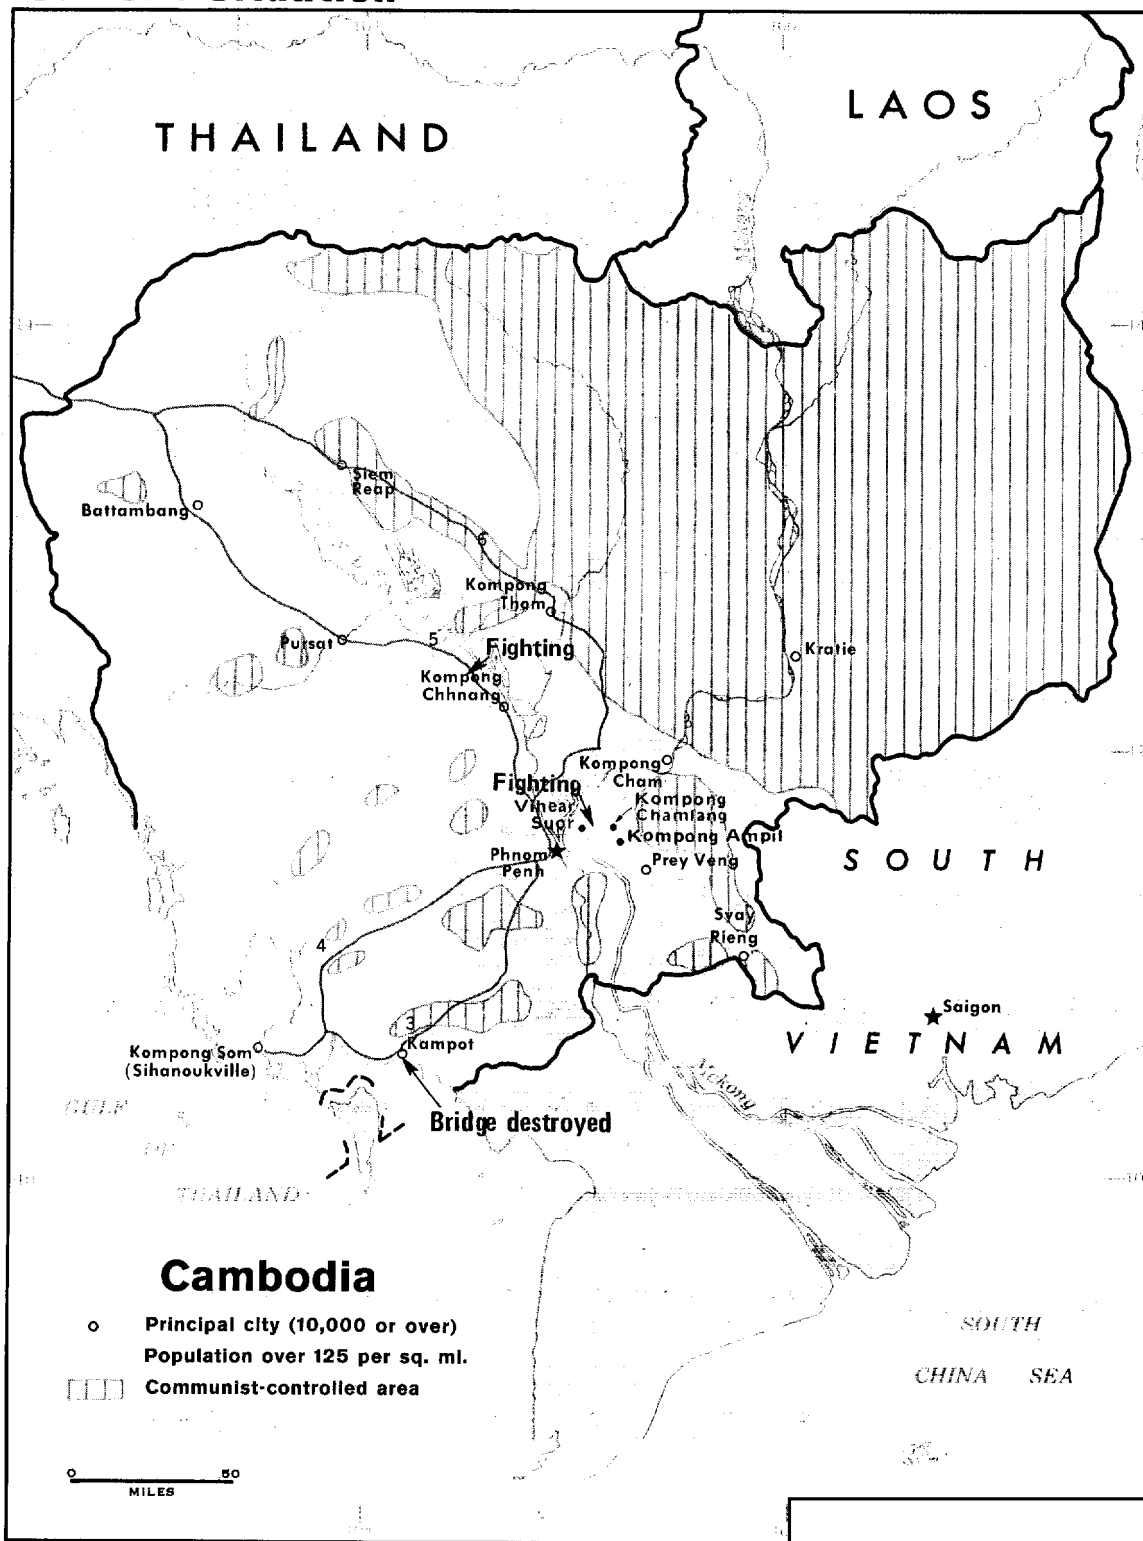 THAILAND
LAOS
Siem
Reap
Battambang
6
Kompong
Thom
Pursat
5
Fighting
Kompong
Chhnang
Kratie
Kompong
Cham
Fighting
Vihear
Suor
Kompong
Chamlang
Kompong Ampil
Phnom
Penh
Prey Veng
SOUTH
VIETNAM
Svay
Rieng
4
Saigon
3
Kampot
Kompong Som
(Sihanoukville)
Bridge destroyed
Mekong
GULF
OF
THAILAND
Cambodia
Principal city (10,000 or over)
Population over 125 per sq. mi.
Communist-controlled area
SOUTH
CHINA SEA
0 50
MILES